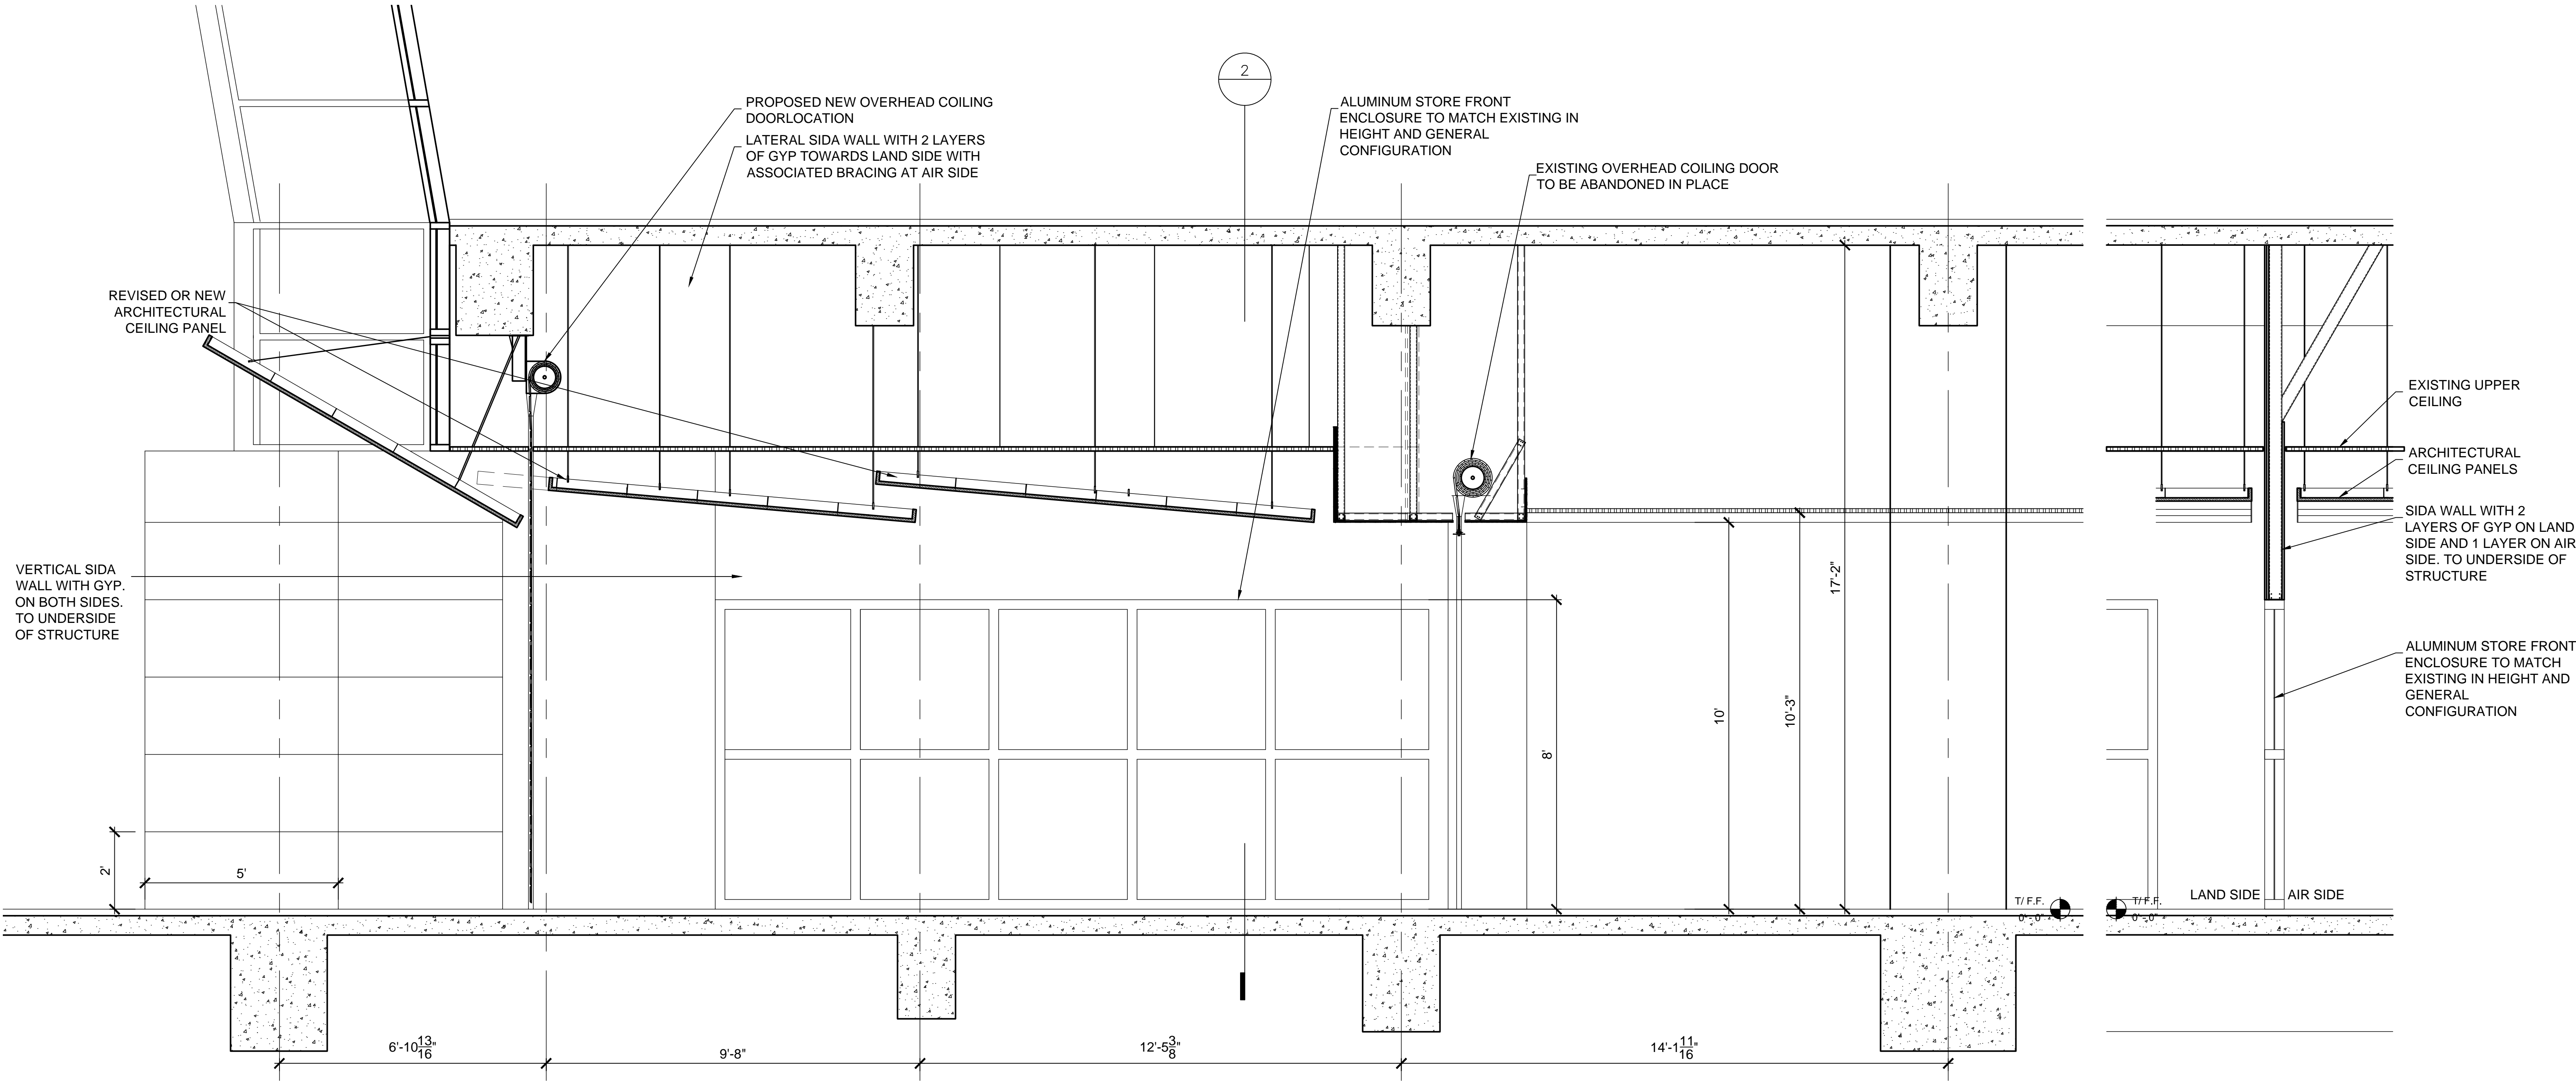 2
PROPOSED NEW OVERHEAD COILING
DOORLOCATION
LATERAL SIDA WALL WITH 2 LAYERS
OF GYP TOWARDS LAND SIDE WITH
ASSOCIATED BRACING AT AIR SIDE
ALUMINUM STORE FRONT
ENCLOSURE TO MATCH EXISTING IN
HEIGHT AND GENERAL
CONFIGURATION
EXISTING OVERHEAD COILING DOOR
TO BE ABANDONED IN PLACE
REVISED OR NEW
ARCHITECTURAL
CEILING PANEL
EXISTING UPPER
CEILING
ARCHITECTURAL
CEILING PANELS
SIDA WALL WITH 2
LAYERS OF GYP ON LAND
SIDE AND 1 LAYER ON AIR
SIDE. TO UNDERSIDE OF
STRUCTURE
VERTICAL SIDA
WALL WITH GYP.
ON BOTH SIDES.
TO UNDERSIDE
OF STRUCTURE
17'-2"
10'-3"
10'
8'
ALUMINUM STORE FRONT
ENCLOSURE TO MATCH
EXISTING IN HEIGHT AND
GENERAL
CONFIGURATION
2'
5'
T/ F.F.
0' - 0"
T/ F.F.
0' - 0"
LAND SIDE
AIR SIDE
6'-10 13/16"
9'-8"
12'-5 3/8"
14'-1 11/16"